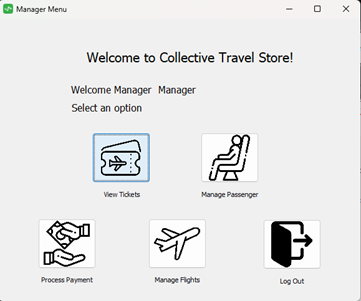 Manager Menu
Welcome to Collective Travel Store!
Welcome Manager Manager
Select an option
View Tickets
Manage Passenger
Process Payment
Manage Flights
Log Out